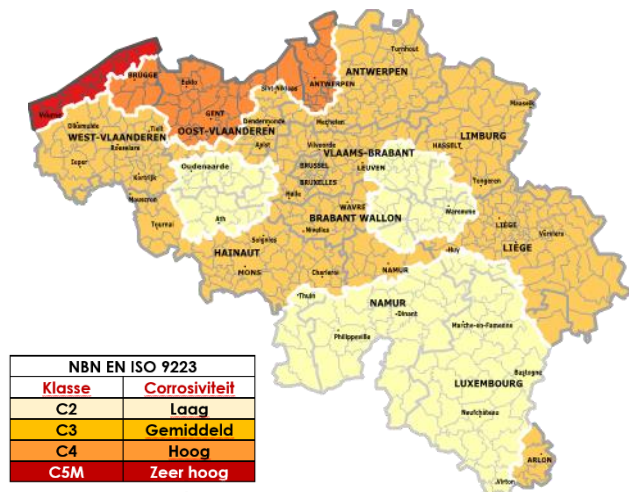 Turnhout
ANTWERPEN
BRUGGE
Eeklo
Sint-Niklaas
ANTWERPEN
Maaseik
Veurne
GENT
Diksmuide
Tielt
OOST-VLAANDEREN
Dendermonde
Mechelen
WEST-VLAANDEREN
LIMBURG
Roeselare
Aalst
Vilvoorde
VLAAMS-BRABANT
HASSELT
Ieper
Oudenaarde
BRUSSEL
LEUVEN
Kortrijk
BRUXELLES
Tongeren
Mouscron
Halle
WAVRE
Waremme
Ath
BRABANT WALLON
LIÈGE
Tournai
Nivelles
Verviers
Soignies
Huy
LIÈGE
HAINAUT
MONS
Charleroi
NAMUR
Thuin
NAMUR
Dinant
Marche-en-Famenne
Philippeville
Bastogne
LUXEMBOURG
Neufchâteau
ARLON
Virton
NBN EN ISO 9223
Klasse Corrosiviteit
C2 Laag
C3 Gemiddeld
C4 Hoog
C5M Zeer hoog